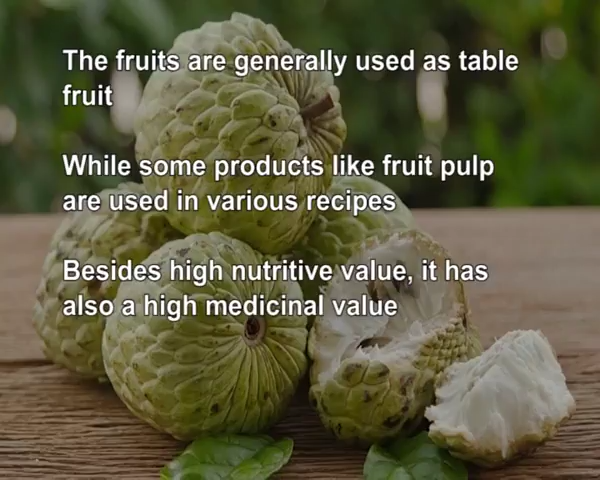 The fruits are generally used as table
fruit
While some products like fruit pulp
are used in various recipes
Besides high nutritive value, it has
also a high medicinal value